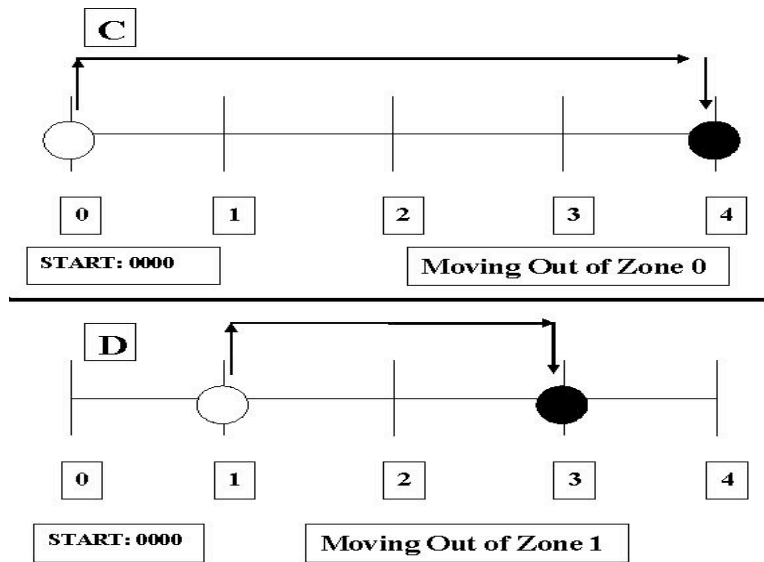 C
0 1 2 3 4
START: 0000 Moving Out of Zone 0
D
0 1 2 3 4
START: 0000 Moving Out of Zone 1